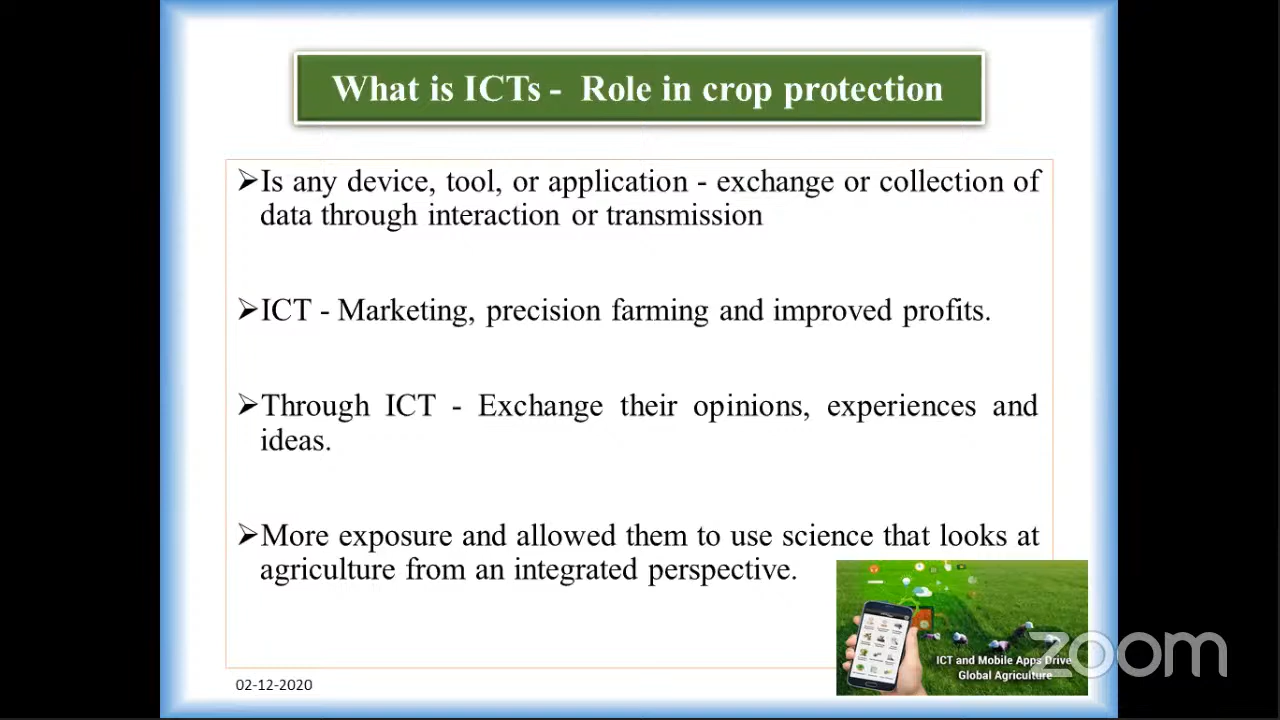 What is ICTs - Role in crop protection
➢Is any device, tool, or application - exchange or collection of
data through interaction or transmission
➢ICT - Marketing, precision farming and improved profits.
➢Through ICT - Exchange their opinions, experiences and
ideas.
➢More exposure and allowed them to use science that looks at
agriculture from an integrated perspective.
ICT and Mobile Apps Drive
Global Agriculture
zoom
02-12-2020